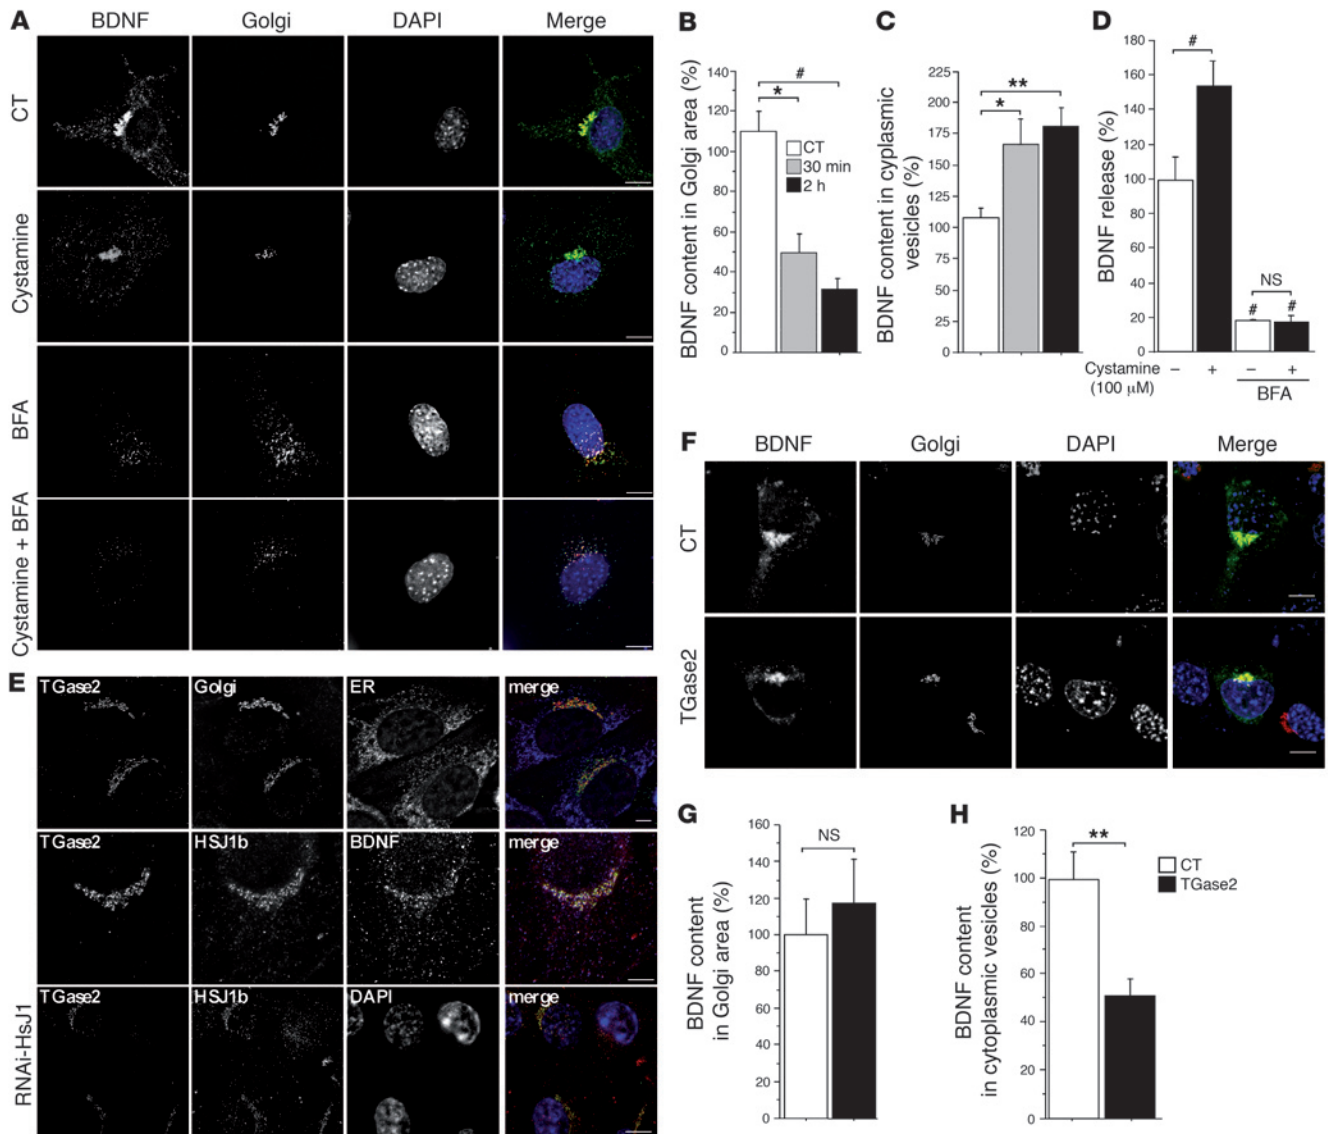 A
BDNF Golgi DAPI Merge
CT
Cystamine
BFA
Cystamine + BFA
B
BDNF content in Golgi area (%)
140
120
100
80
60
40
20
0
#
*
CT
30 min
2 h
C
BDNF content in cyplasmic
vesicles (%)
225
200
175
150
125
100
75
50
25
0
**
*
D
BDNF release (%)
180
160
140
120
100
80
60
40
20
0
#
NS
# #
Cystamine – + – +
(100 µM)
BFA
E
TGase2 Golgi ER merge
TGase2 HSJ1b BDNF merge
RNAi-HsJ1
TGase2 HSJ1b DAPI merge
F
BDNF Golgi DAPI Merge
CT
TGase2
G
BDNF content
in Golgi area (%)
160
140
120
100
80
60
40
20
0
NS
H
BDNF content
in cytoplasmic vesicles (%)
120
100
80
60
40
20
0
**
CT
TGase2